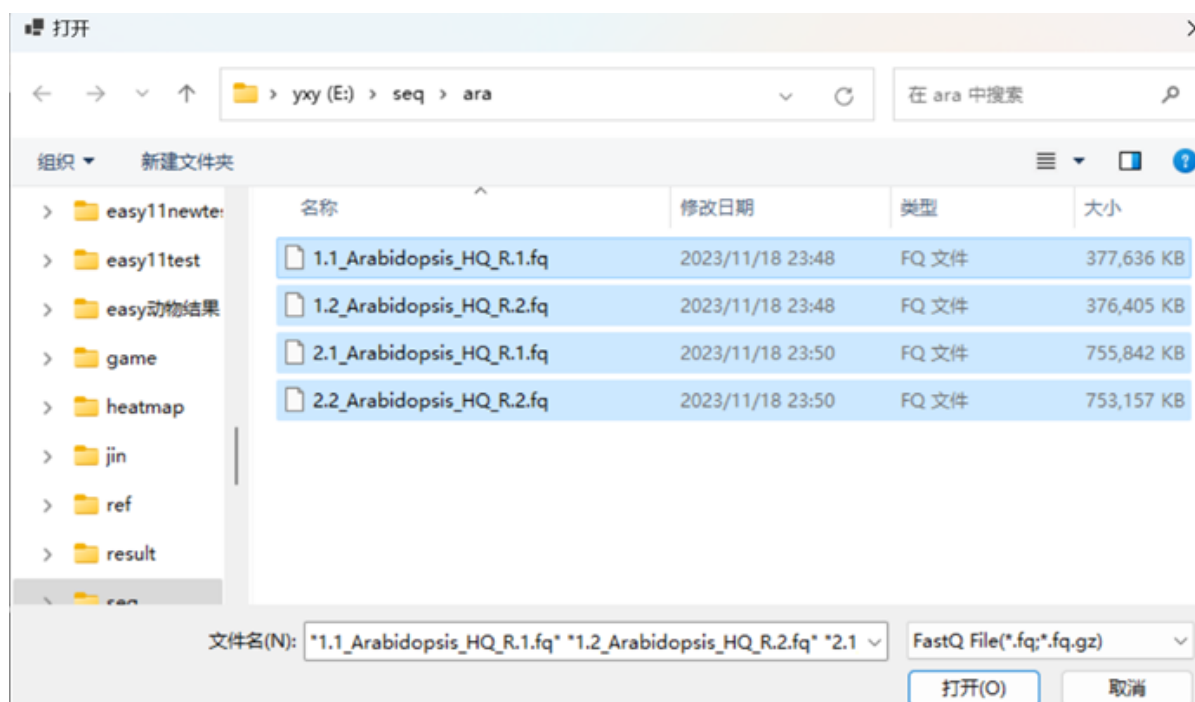 打开
yxy (E:) > seq > ara
在 ara 中搜索
组织 新建文件夹
名称 修改日期 类型 大小
easy11newte
1.1_Arabidopsis_HQ_R.1.fq 2023/11/18 23:48 FQ 文件 377,636 KB
easy11test
1.2_Arabidopsis_HQ_R.2.fq 2023/11/18 23:48 FQ 文件 376,405 KB
easy动物结果
2.1_Arabidopsis_HQ_R.1.fq 2023/11/18 23:50 FQ 文件 755,842 KB
game
2.2_Arabidopsis_HQ_R.2.fq 2023/11/18 23:50 FQ 文件 753,157 KB
heatmap
jin
ref
result
seq
文件名(N): "1.1_Arabidopsis_HQ_R.1.fq" "1.2_Arabidopsis_HQ_R.2.fq" "2.1
FastQ File(*.fq;*.fq.gz)
打开(O) 取消